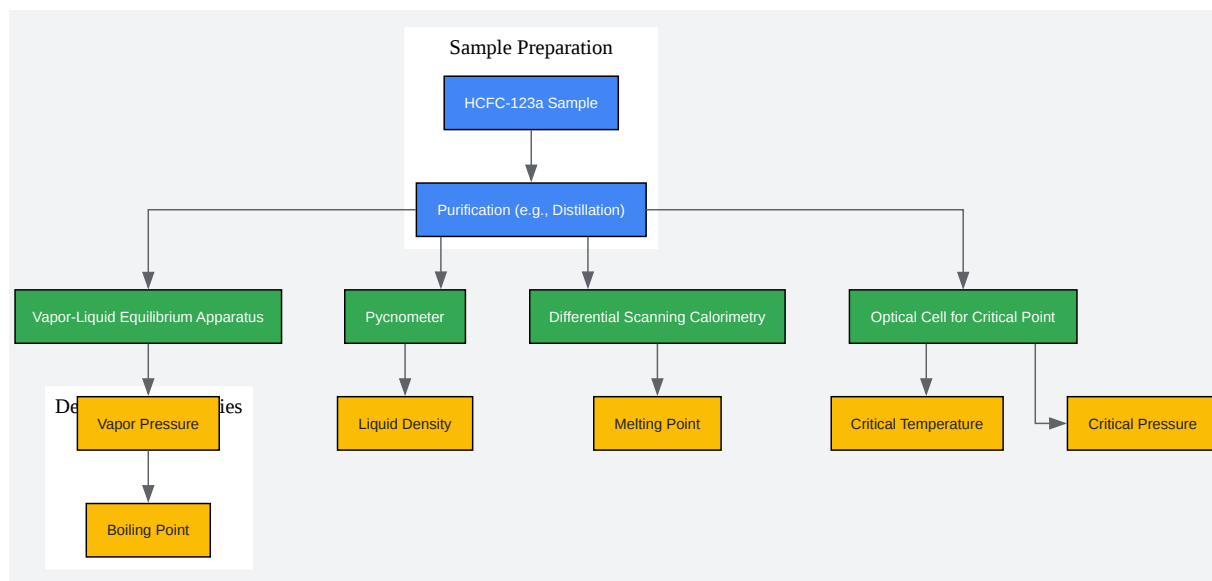 Sample Preparation
HCFC-123a Sample
Purification (e.g., Distillation)
Vapor-Liquid Equilibrium Apparatus
Pycnometer
Differential Scanning Calorimetry
Optical Cell for Critical Point
Vapor Pressure
Liquid Density
Melting Point
Critical Temperature
Critical Pressure
Boiling Point